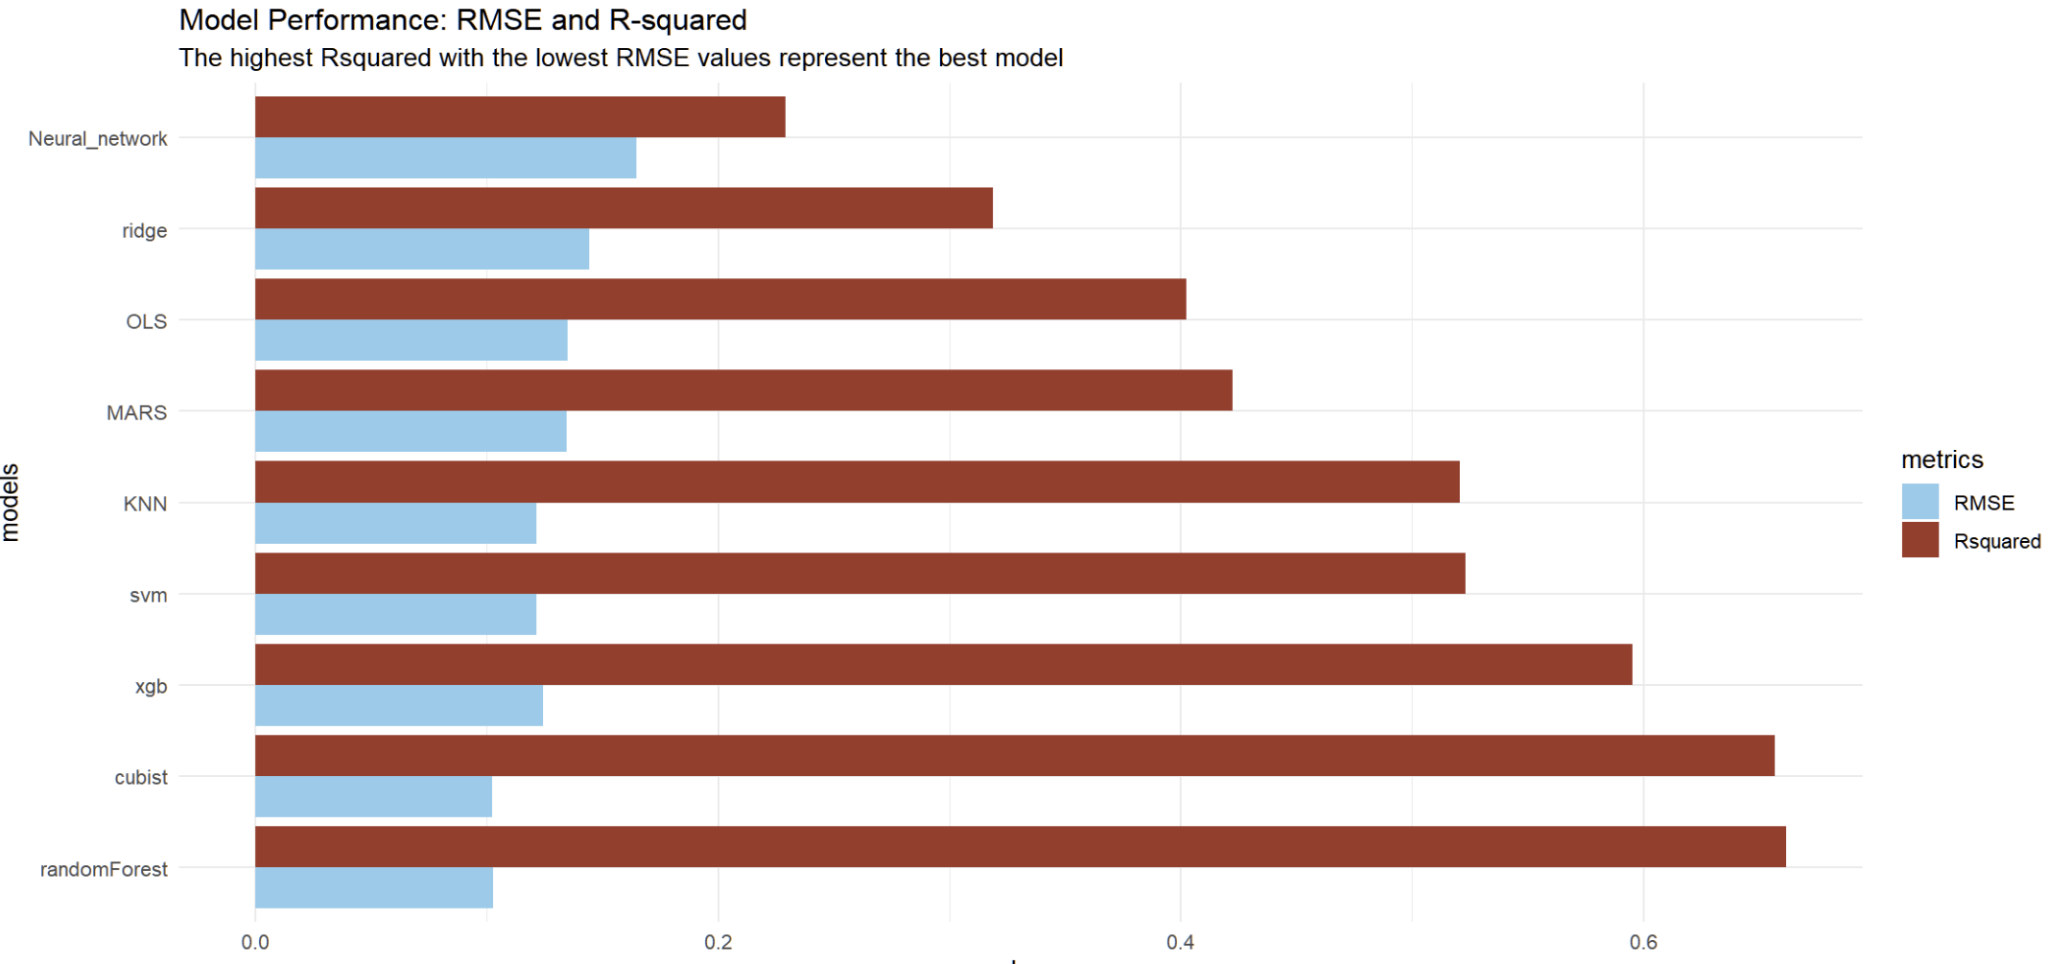 Model Performance: RMSE and R-squared
The highest Rsquared with the lowest RMSE values represent the best model
models
Neural_network
ridge
OLS
MARS
KNN
svm
xgb
cubist
randomForest
0.0 0.2 0.4 0.6
metrics
RMSE
Rsquared